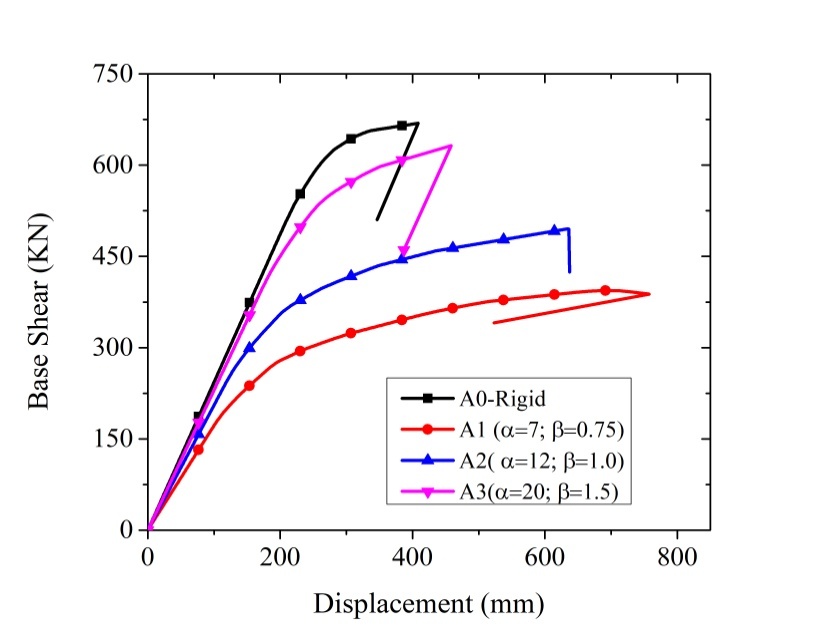 750
600
450
300
150
0
Base Shear (KN)
A0-Rigid
A1 (α=7; β=0.75)
A2( α=12; β=1.0)
A3(α=20; β=1.5)
0 200 400 600 800
Displacement (mm)